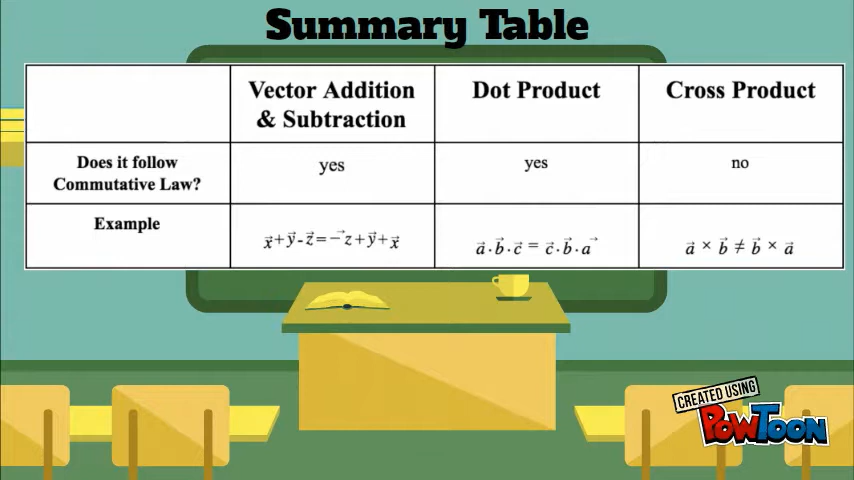 Summary Table
Vector Addition
& Subtraction
Dot Product
Cross Product
Does it follow
Commutative Law?
yes
yes
no
Example
x⃗+y⃗-z⃗=-z⃗+y⃗+x⃗
a⃗·b⃗·c⃗ = c⃗·b⃗·a⃗
a⃗ × b⃗ ≠ b⃗ × a⃗
CREATED USING
POWTOON